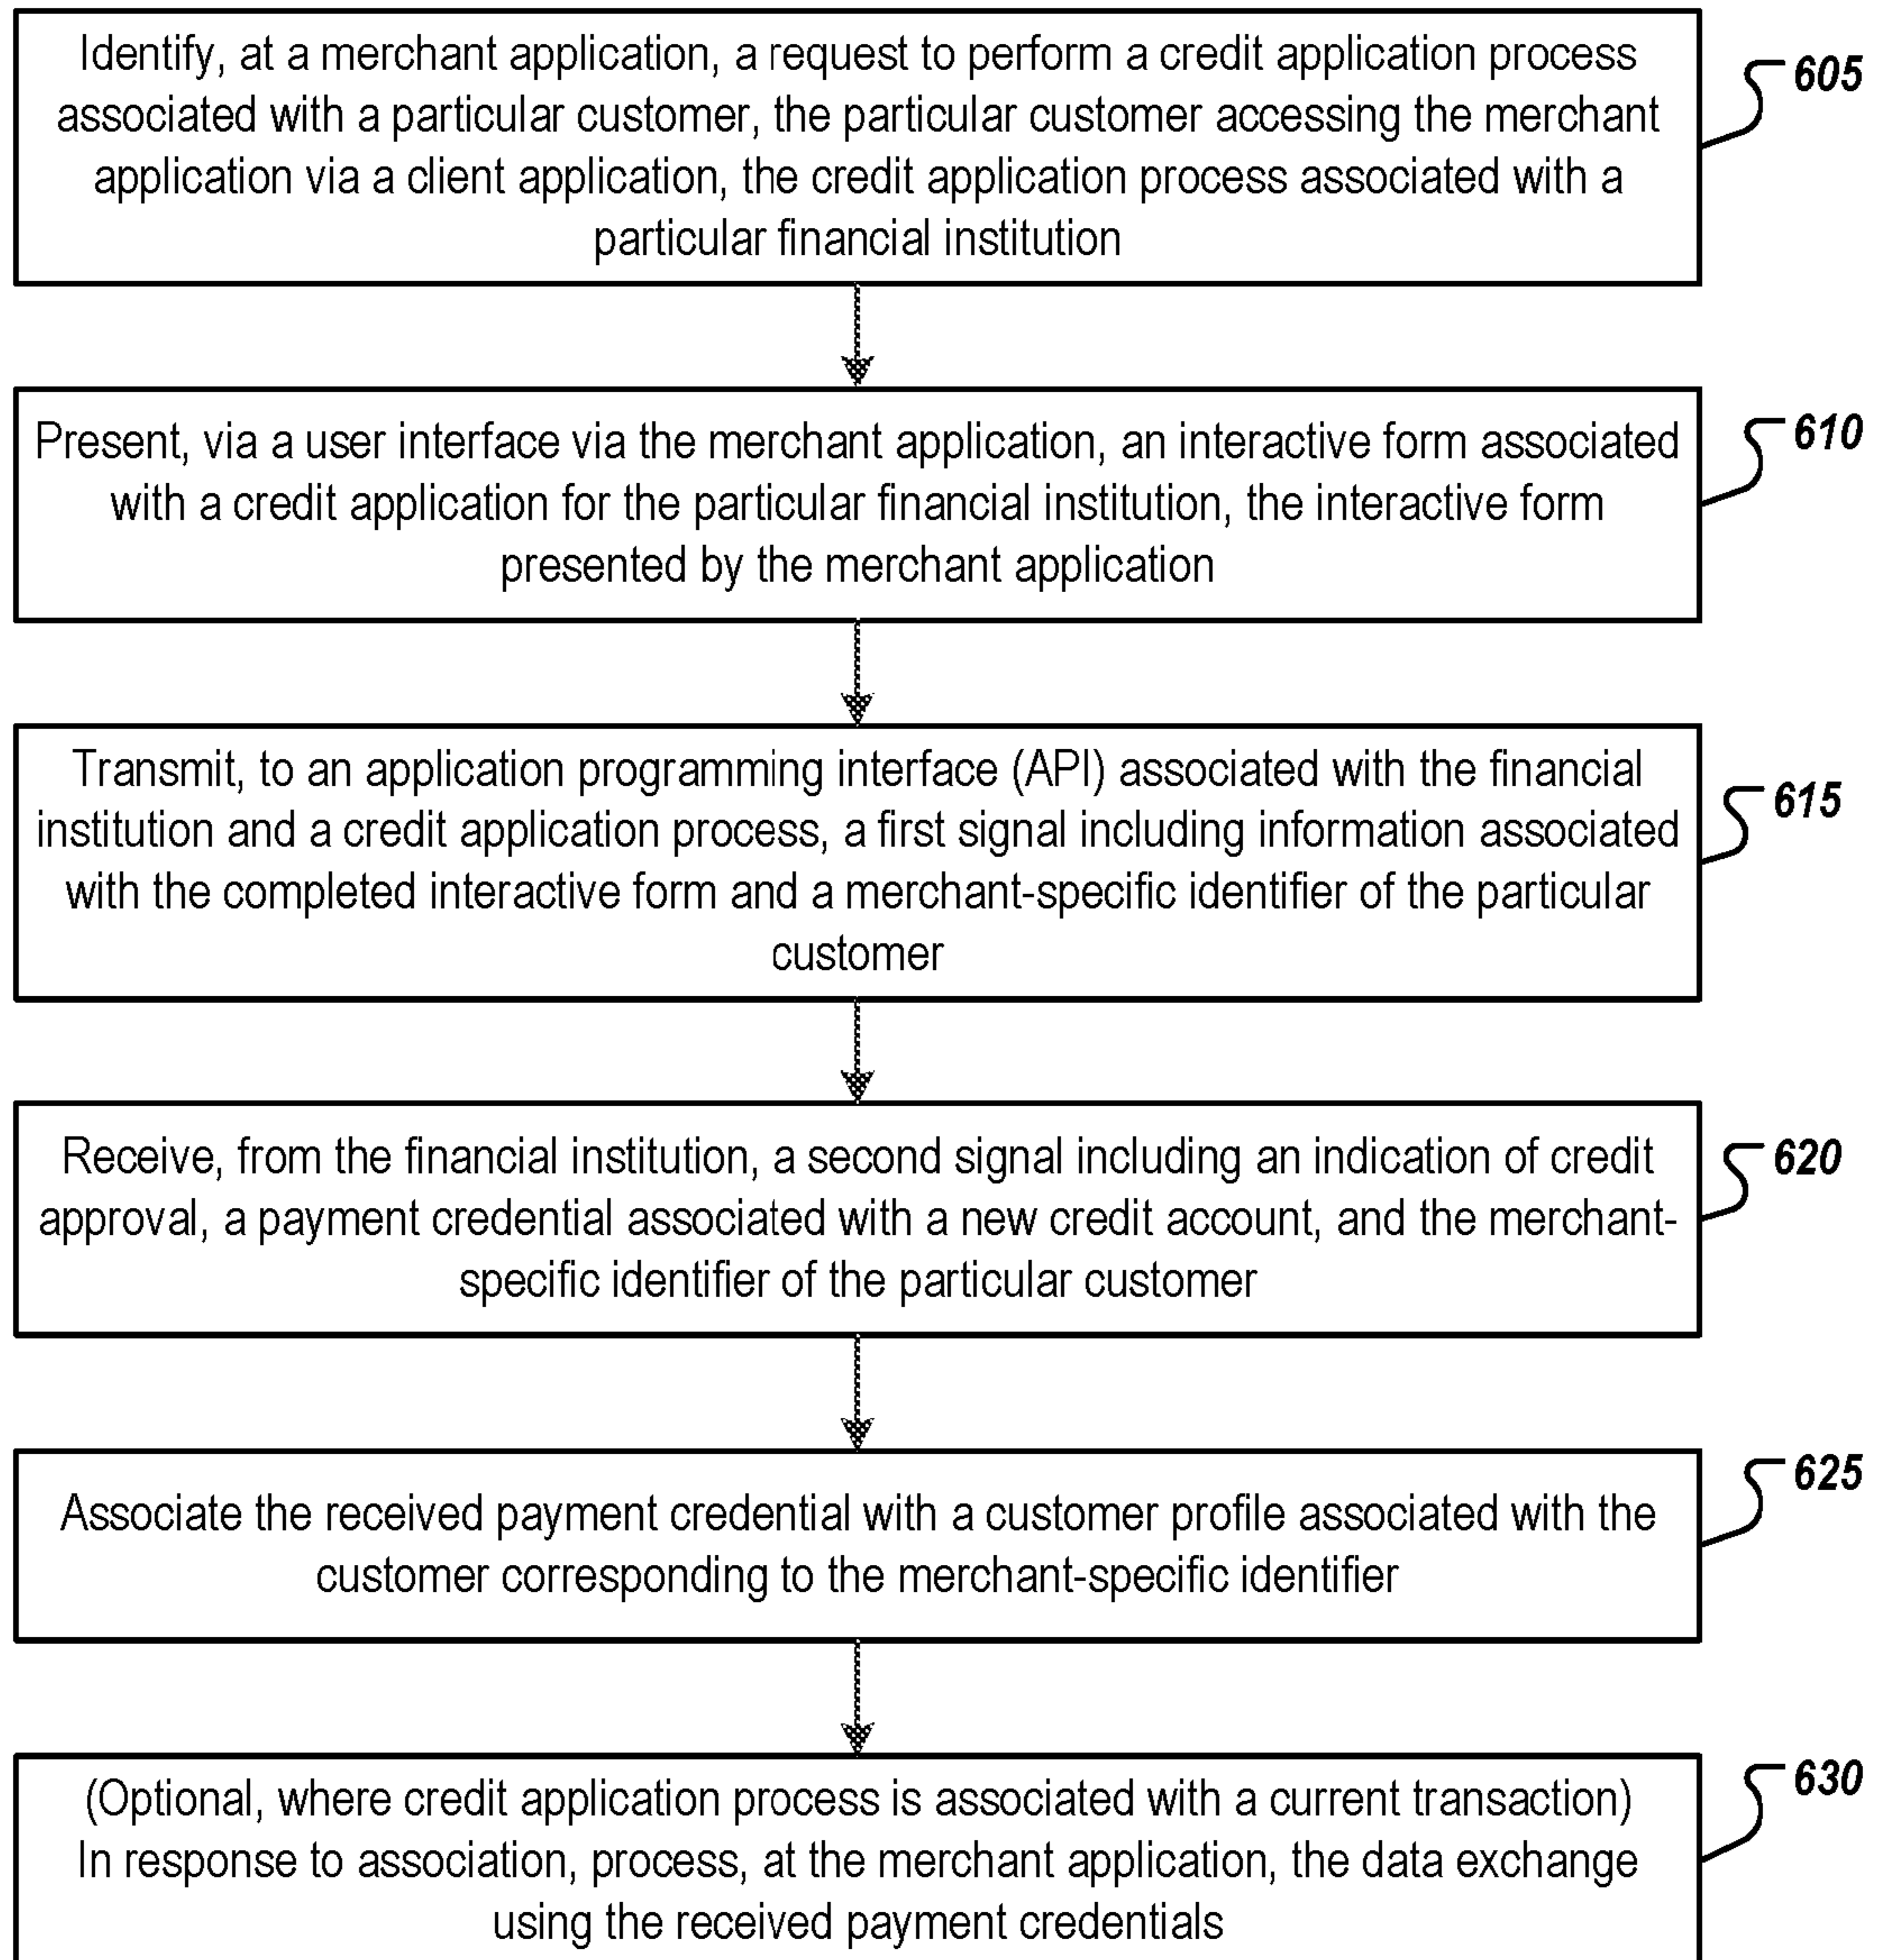 Identify, at a merchant application, a request to perform a credit application process
associated with a particular customer, the particular customer accessing the merchant
application via a client application, the credit application process associated with a
particular financial institution
605
Present, via a user interface via the merchant application, an interactive form associated
with a credit application for the particular financial institution, the interactive form
presented by the merchant application
610
Transmit, to an application programming interface (API) associated with the financial
institution and a credit application process, a first signal including information associated
with the completed interactive form and a merchant-specific identifier of the particular
customer
615
Receive, from the financial institution, a second signal including an indication of credit
approval, a payment credential associated with a new credit account, and the merchant-
specific identifier of the particular customer
620
Associate the received payment credential with a customer profile associated with the
customer corresponding to the merchant-specific identifier
625
(Optional, where credit application process is associated with a current transaction)
In response to association, process, at the merchant application, the data exchange
using the received payment credentials
630